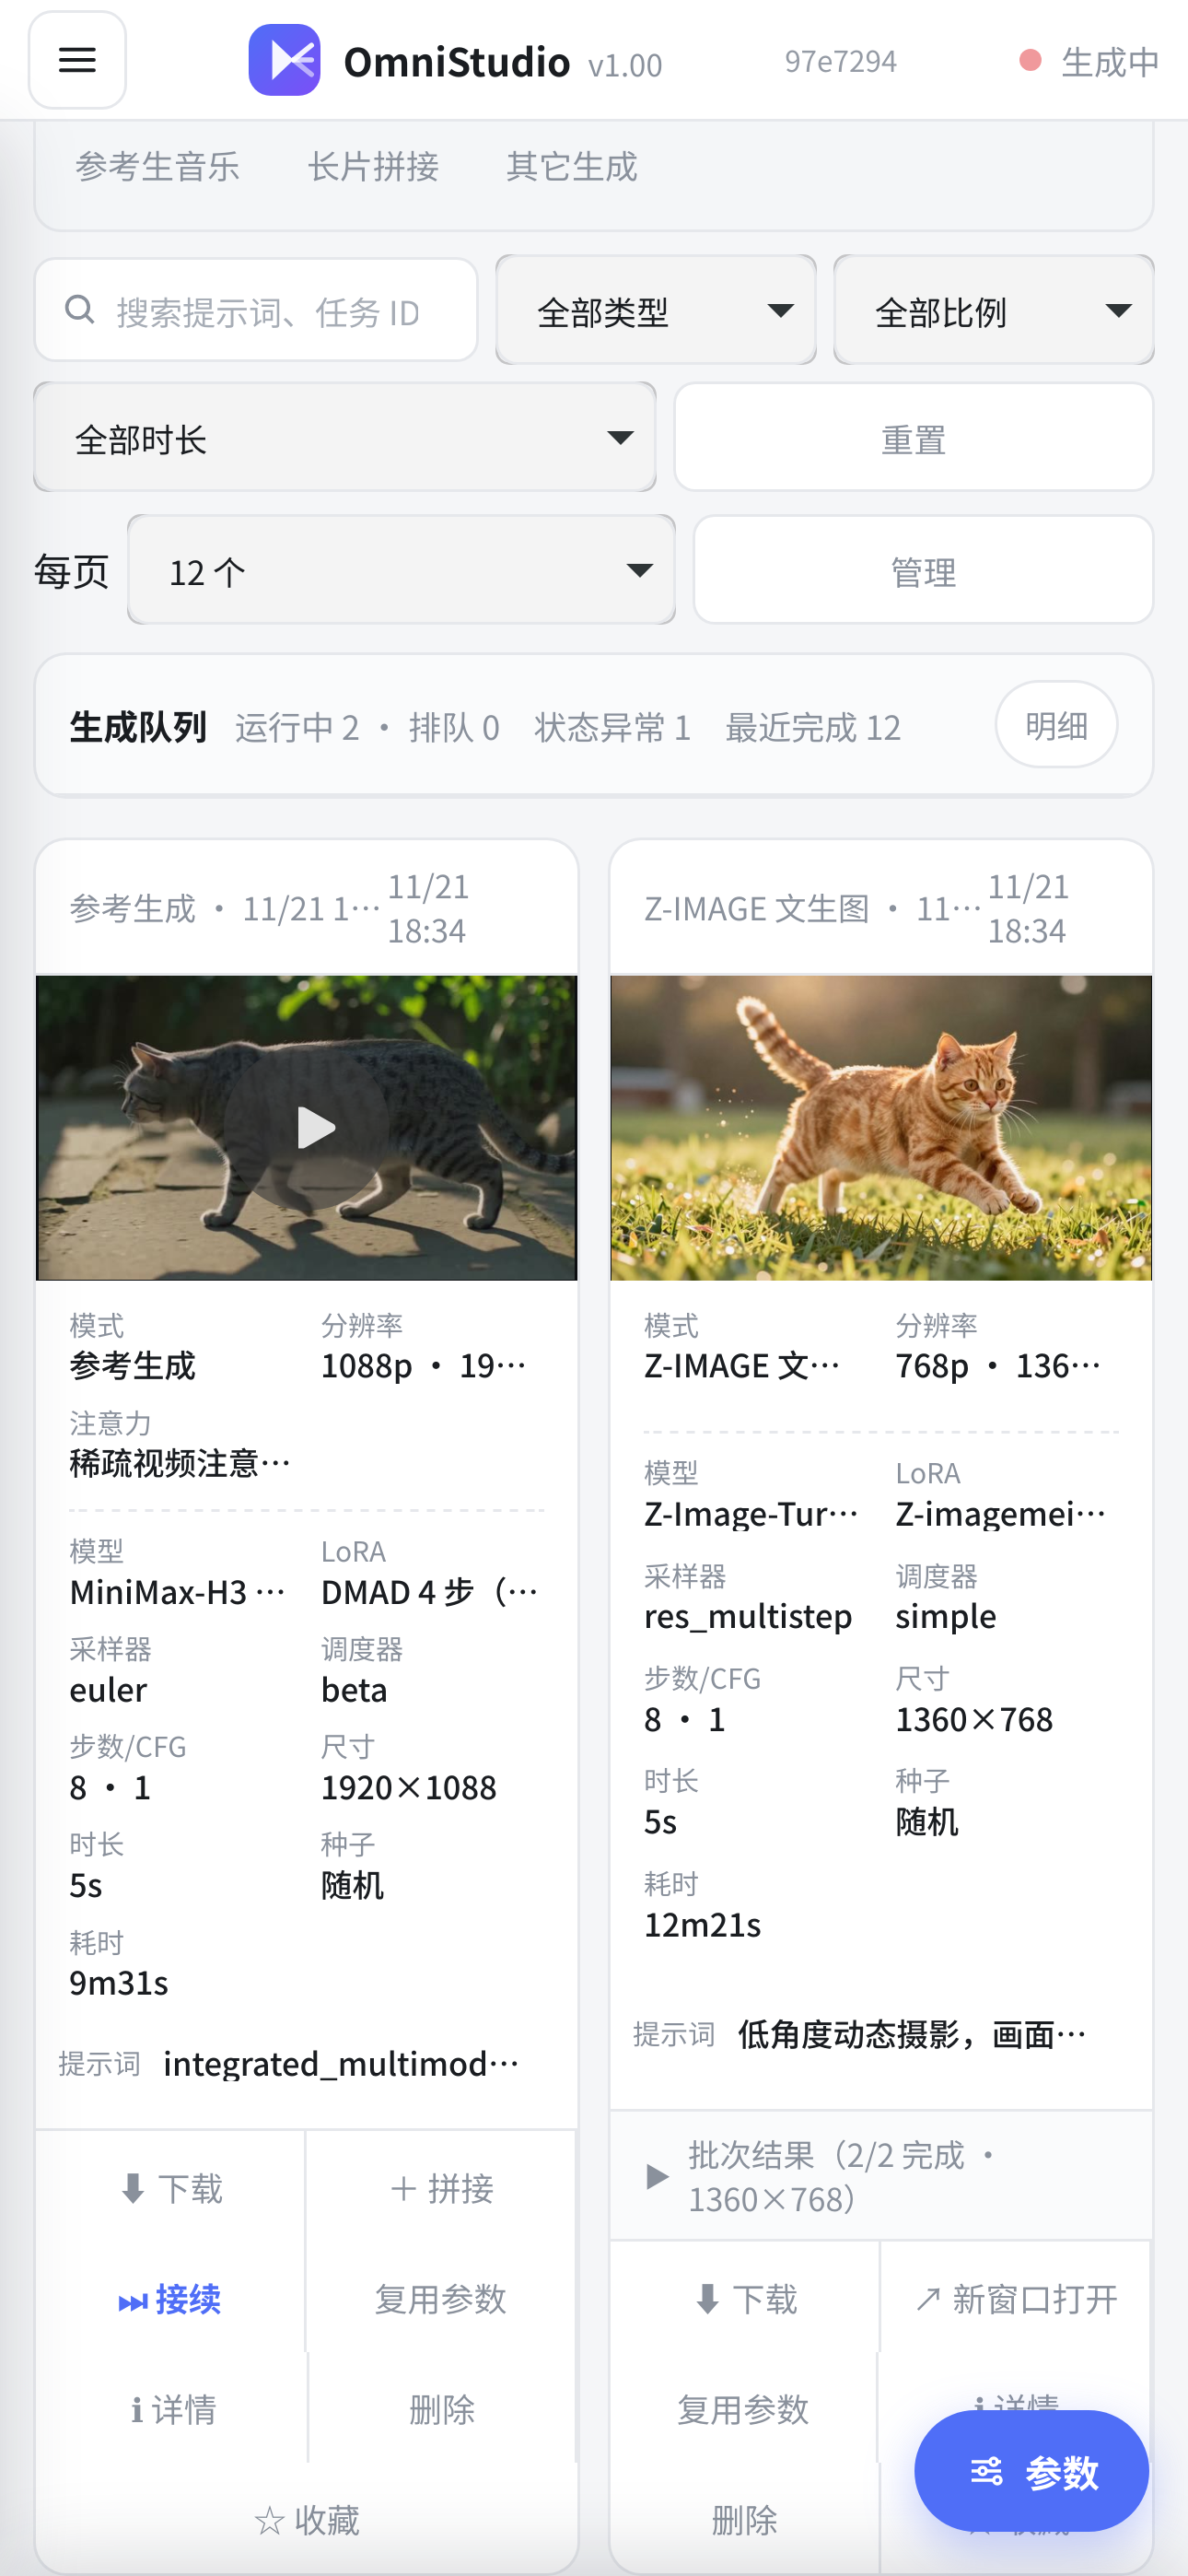 OmniStudio v1.00 97e7294 生成中
参考生音乐 长片拼接 其它生成
搜索提示词、任务 ID 全部类型 全部比例
全部时长 重置
每页 12 个 管理
生成队列 运行中 2 · 排队 0 状态异常 1 最近完成 12 明细
参考生成 · 11/21 1… 11/21 18:34
模式 分辨率
参考生成 1088p · 19…
注意力
稀疏视频注意…
模型 LoRA
MiniMax-H3 … DMAD 4 步（…
采样器 调度器
euler beta
步数/CFG 尺寸
8 · 1 1920×1088
时长 种子
5s 随机
耗时
9m31s
提示词 integrated_multimod…
⬇ 下载 ＋ 拼接
⏭ 接续 复用参数
ℹ 详情 删除
☆ 收藏
Z-IMAGE 文生图 · 11… 11/21 18:34
模式 分辨率
Z-IMAGE 文… 768p · 136…
模型 LoRA
Z-Image-Tur… Z-imagemei…
采样器 调度器
res_multistep simple
步数/CFG 尺寸
8 · 1 1360×768
时长 种子
5s 随机
耗时
12m21s
提示词 低角度动态摄影，画面…
▶ 批次结果（2/2 完成 ·
1360×768）
⬇ 下载 ↗ 新窗口打开
复用参数 ℹ 详情
删除
参数